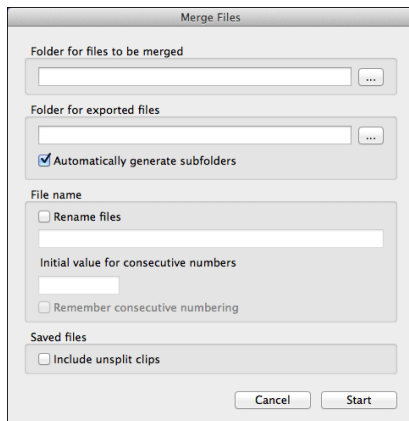 Merge Files
Folder for files to be merged
...
Folder for exported files
...
Automatically generate subfolders
File name
Rename files
Initial value for consecutive numbers
Remember consecutive numbering
Saved files
Include unsplit clips
Cancel Start